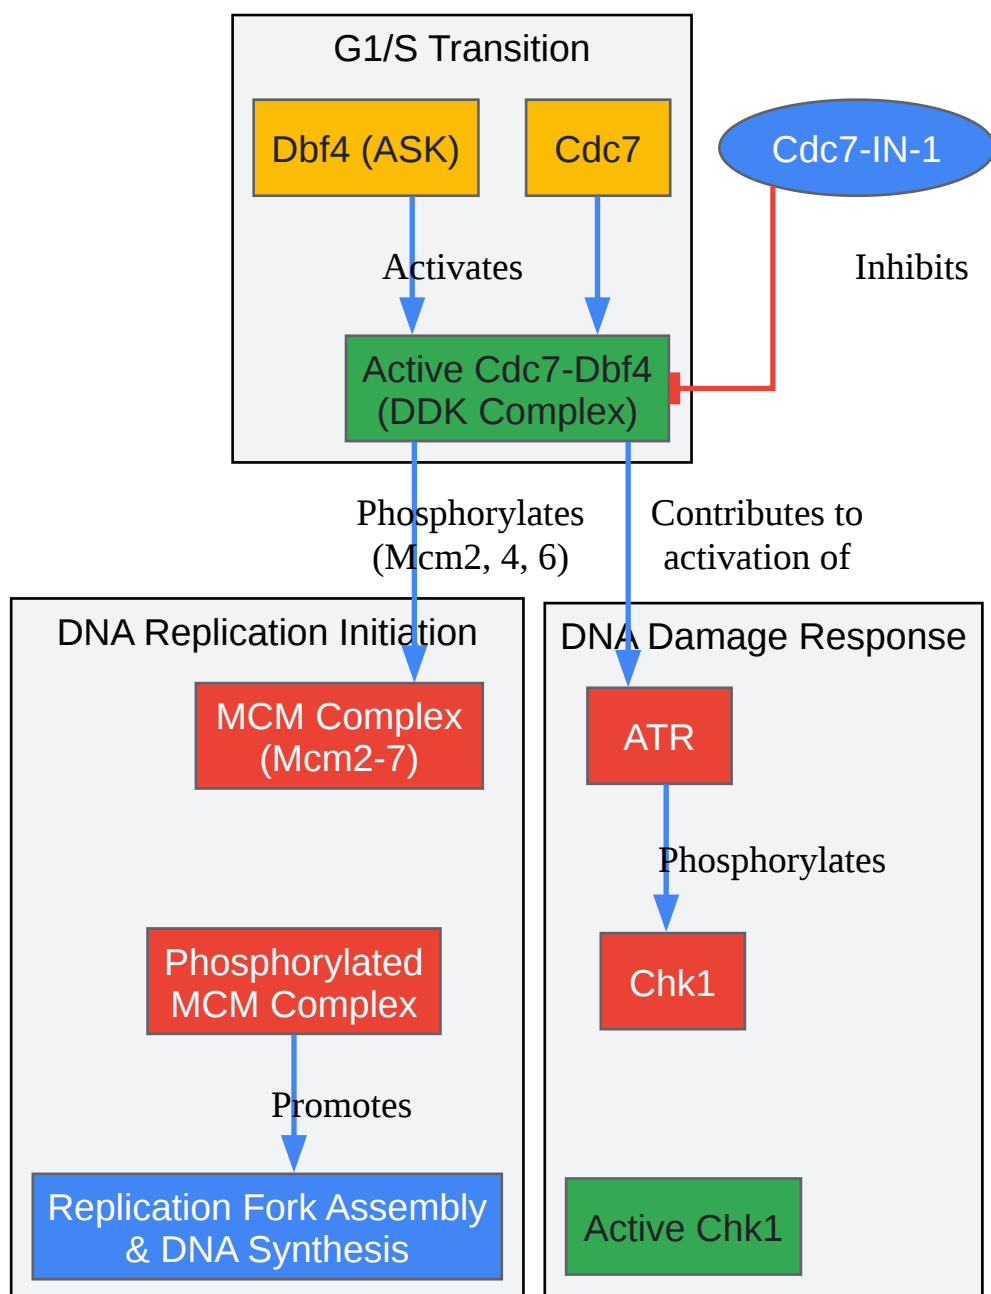 G1/S Transition
Dbf4 (ASK)
Cdc7
Cdc7-IN-1
Activates
Inhibits
Active Cdc7-Dbf4
(DDK Complex)
Phosphorylates
(Mcm2, 4, 6)
Contributes to
activation of
DNA Replication Initiation
DNA Damage Response
MCM Complex
(Mcm2-7)
ATR
Phosphorylates
Phosphorylated
MCM Complex
Chk1
Promotes
Replication Fork Assembly
& DNA Synthesis
Active Chk1